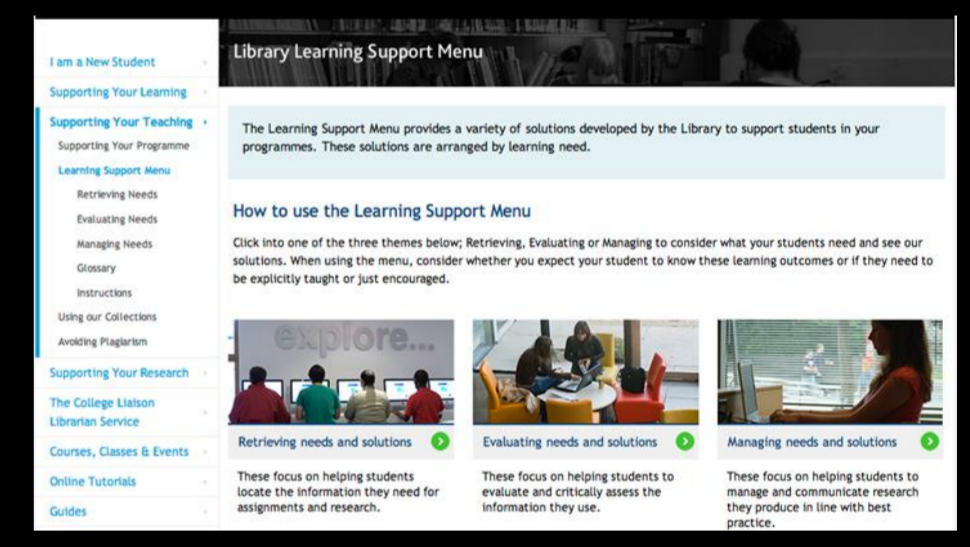 I am a New Student
Supporting Your Learning
Supporting Your Teaching
Supporting Your Programme
Learning Support Menu
Retrieving Needs
Evaluating Needs
Managing Needs
Glossary
Instructions
Using our Collections
Avoiding Plagiarism
Supporting Your Research
The College Liaison
Librarian Service
Courses, Classes & Events
Online Tutorials
Guides
Library Learning Support Menu
The Learning Support Menu provides a variety of solutions developed by the Library to support students in your
programmes. These solutions are arranged by learning need.
How to use the Learning Support Menu
Click into one of the three themes below; Retrieving, Evaluating or Managing to consider what your students need and see our
solutions. When using the menu, consider whether you expect your student to know these learning outcomes or if they need to
be explicitly taught or just encouraged.
explore...
Retrieving needs and solutions
These focus on helping students
locate the information they need for
assignments and research.
Evaluating needs and solutions
These focus on helping students to
evaluate and critically assess the
information they use.
Managing needs and solutions
These focus on helping students to
manage and communicate research
they produce in line with best
practice.